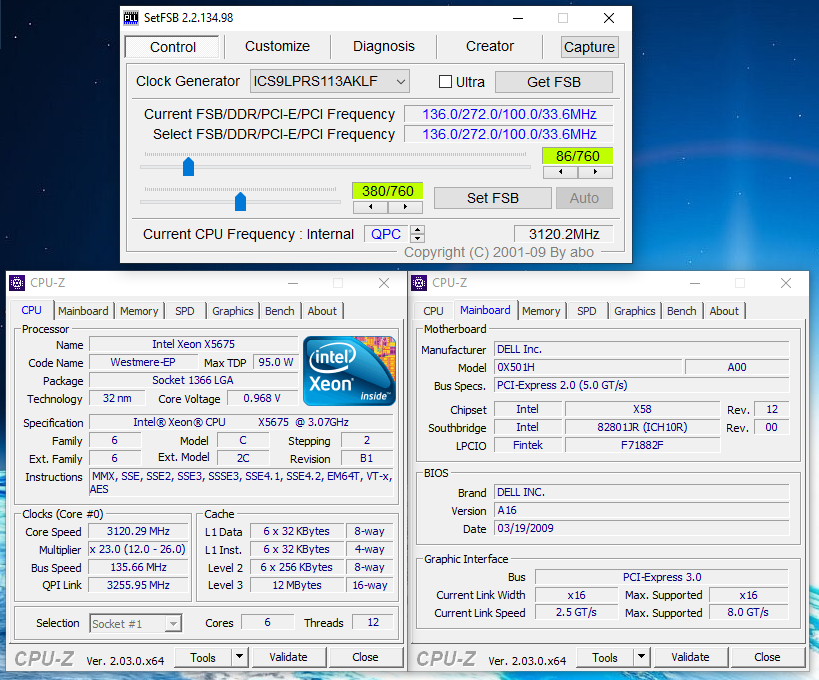 SetFSB 2.2.134.98
Control Customize Diagnosis Creator Capture
Clock Generator ICS9LPRS113AKLF Ultra Get FSB
Current FSB/DDR/PCI-E/PCI Frequency 136.0/272.0/100.0/33.6MHz
Select FSB/DDR/PCI-E/PCI Frequency 136.0/272.0/100.0/33.6MHz
86/760
380/760 Set FSB Auto
Current CPU Frequency : Internal QPC 3120.2MHz
Copyright (C) 2001-09 By abo
CPU-Z
CPU Mainboard Memory SPD Graphics Bench About
Processor
Name Intel Xeon X5675
Code Name Westmere-EP Max TDP 95.0 W
Package Socket 1366 LGA
Technology 32 nm Core Voltage 0.968 V
intel Xeon inside™
Specification Intel® Xeon® CPU X5675 @ 3.07GHz
Family 6 Model C Stepping 2
Ext. Family 6 Ext. Model 2C Revision B1
Instructions MMX, SSE, SSE2, SSE3, SSSE3, SSE4.1, SSE4.2, EM64T, VT-x,
AES
Clocks (Core #0)
Core Speed 3120.29 MHz
Multiplier x 23.0 (12.0 - 26.0)
Bus Speed 135.66 MHz
QPI Link 3255.95 MHz
Cache
L1 Data 6 x 32 KBytes 8-way
L1 Inst. 6 x 32 KBytes 4-way
Level 2 6 x 256 KBytes 8-way
Level 3 12 MBytes 16-way
Selection Socket #1 Cores 6 Threads 12
CPU-Z Ver. 2.03.0.x64 Tools Validate Close
CPU-Z
CPU Mainboard Memory SPD Graphics Bench About
Motherboard
Manufacturer DELL Inc.
Model 0X501H A00
Bus Specs. PCI-Express 2.0 (5.0 GT/s)
Chipset Intel X58 Rev. 12
Southbridge Intel 82801JR (ICH10R) Rev. 00
LPCIO Fintek F71882F
BIOS
Brand DELL INC.
Version A16
Date 03/19/2009
Graphic Interface
Bus PCI-Express 3.0
Current Link Width x16 Max. Supported x16
Current Link Speed 2.5 GT/s Max. Supported 8.0 GT/s
CPU-Z Ver. 2.03.0.x64 Tools Validate Close